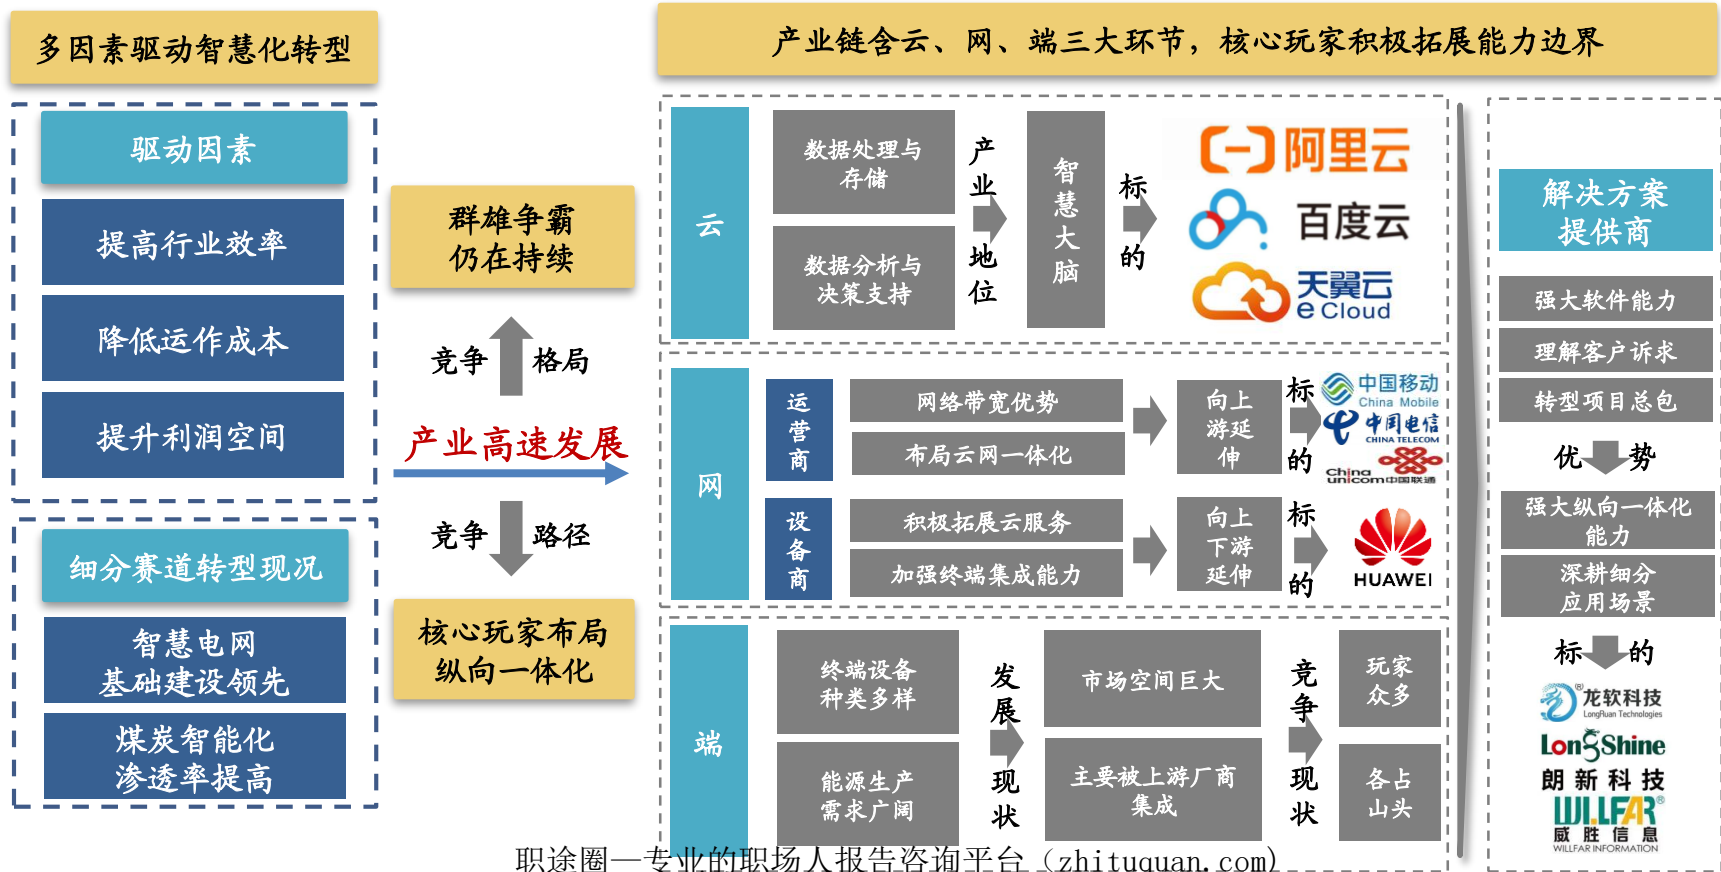 多因素驱动智慧化转型
驱动因素
提高行业效率
降低运作成本
提升利润空间
细分赛道转型现况
智慧电网
基础建设领先
煤炭智能化
渗透率提高
群雄争霸
仍在持续
竞争 格局
产业高速发展
竞争 路径
核心玩家布局
纵向一体化
产业链含云、网、端三大环节，核心玩家积极拓展能力边界
云
数据处理与
存储
数据分析与
决策支持
产业地位
智慧大脑
标的
阿里云
百度云
天翼云
e Cloud
网
运营商
网络带宽优势
布局云网一体化
向上
游延
伸
标的
中国移动
China Mobile
中国电信
CHINA TELECOM
China
unicom中国联通
设备商
积极拓展云服务
加强终端集成能力
向上
下游
延伸
标的
HUAWEI
端
终端设备
种类多样
能源生产
需求广阔
发展现状
市场空间巨大
主要被上游厂商
集成
竞争现状
玩家
众多
各占
山头
解决方案
提供商
强大软件能力
理解客户诉求
转型项目总包
优 势
强大纵向一体化
能力
深耕细分
应用场景
标 的
龙软科技®
LongRuan Technologies
LongShine
朗新科技
WILLFAR®
威胜信息
WILLFAR INFORMATION
职途圈—专业的职场人报告咨询平台（zhituquan.com）